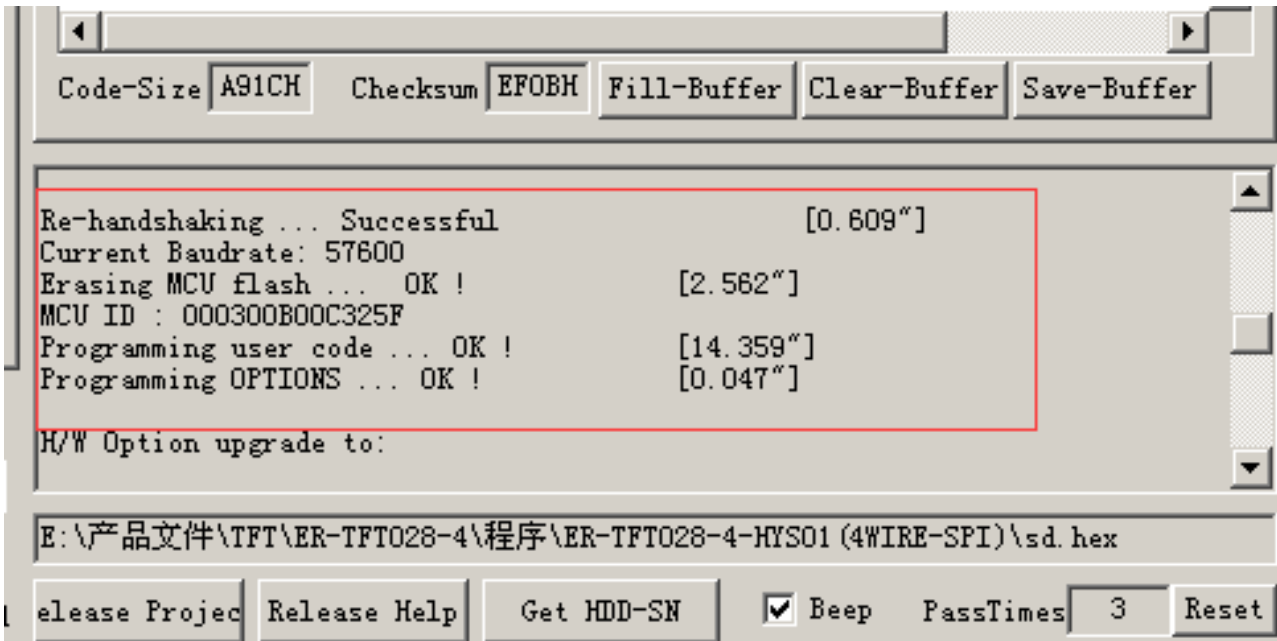 Code-Size A91CH Checksum EF0BH Fill-Buffer Clear-Buffer Save-Buffer
Re-handshaking ... Successful [0.609"]
Current Baudrate: 57600
Erasing MCU flash ... OK ! [2.562"]
MCU ID : 000300B00C325F
Programming user code ... OK ! [14.359"]
Programming OPTIONS ... OK ! [0.047"]
H/W Option upgrade to:
E:\产品文件\TFT\ER-TFT028-4\程序\ER-TFT028-4-HYS01(4WIRE-SPI)\sd.hex
elease Projec Release Help Get HDD-SN Beep PassTimes 3 Reset